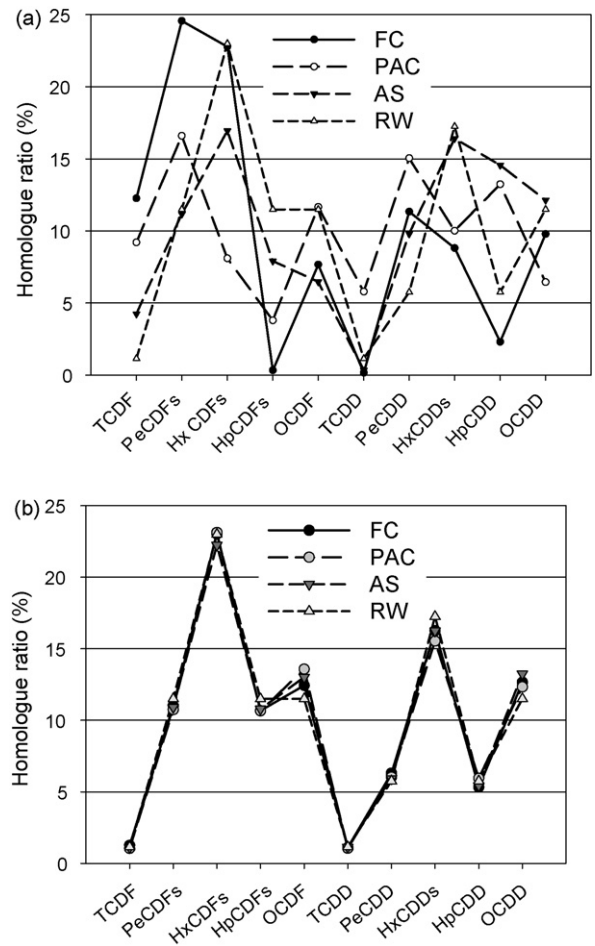 (a)
25
20
15
10
5
0
Homologue ratio (%)
FC
PAC
AS
RW
TCDF
PeCDFs
Hx CDFs
HpCDFs
OCDF
TCDD
PeCDD
HxCDDs
HpCDD
OCDD
(b)
25
20
15
10
5
0
Homologue ratio (%)
FC
PAC
AS
RW
TCDF
PeCDFs
HxCDFs
HpCDFs
OCDF
TCDD
PeCDD
HxCDDs
HpCDD
OCDD